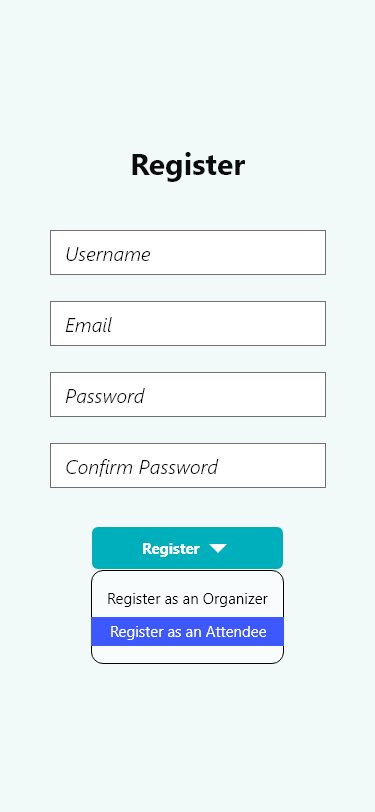 Register
Username
Email
Password
Confirm Password
Register
Register as an Organizer
Register as an Attendee